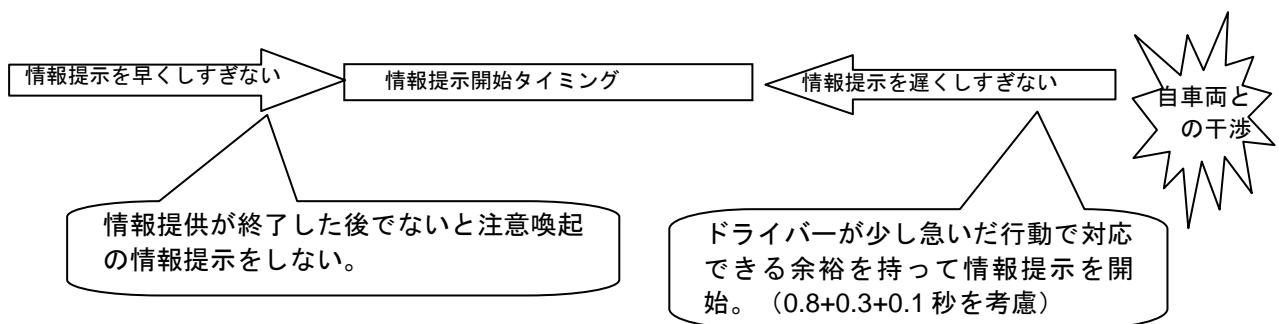 情報提示を早くしすぎない
情報提示開始タイミング
情報提示を遅くしすぎない
自車両と
の干渉
情報提供が終了した後でないと注意喚起
の情報提示をしない。
ドライバーが少し急いだ行動で対応
できる余裕を持って情報提示を開
始。（0.8+0.3+0.1 秒を考慮）